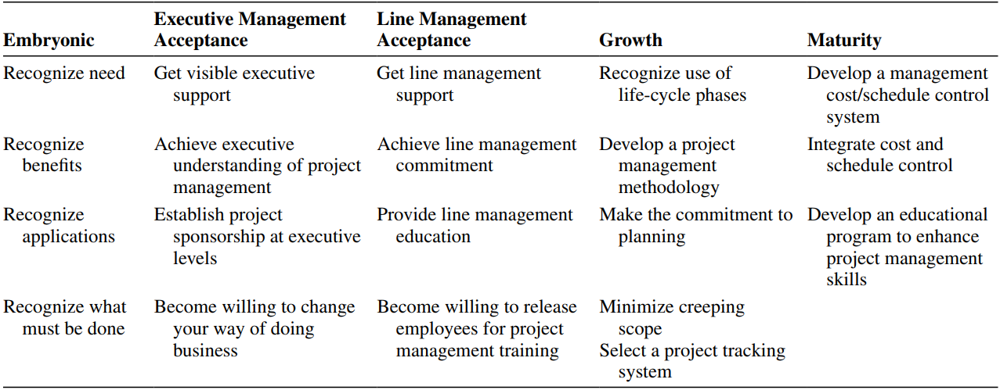 Embryonic
Executive Management
Acceptance
Line Management
Acceptance
Growth
Maturity
Recognize need
Get visible executive
support
Get line management
support
Recognize use of
life-cycle phases
Develop a management
cost/schedule control
system
Recognize
benefits
Achieve executive
understanding of project
management
Achieve line management
commitment
Develop a project
management
methodology
Integrate cost and
schedule control
Recognize
applications
Establish project
sponsorship at executive
levels
Provide line management
education
Make the commitment to
planning
Develop an educational
program to enhance
project management
skills
Recognize what
must be done
Become willing to change
your way of doing
business
Become willing to release
employees for project
management training
Minimize creeping
scope
Select a project tracking
system